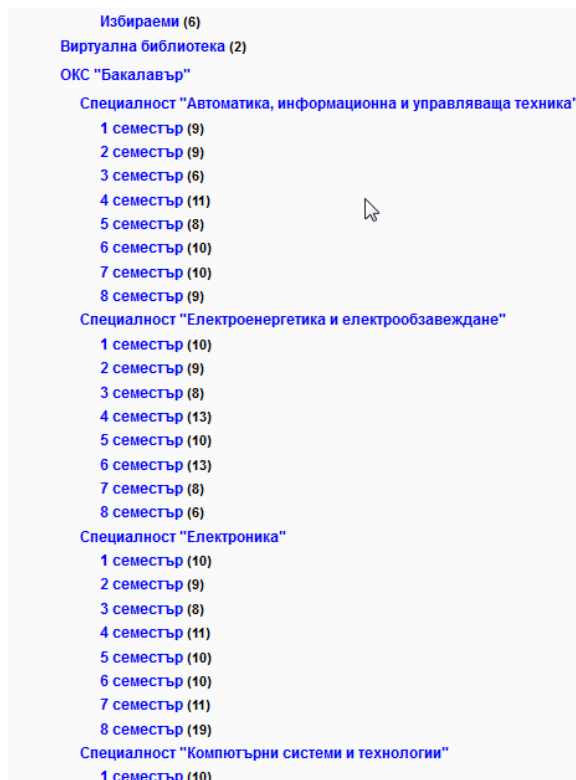 Избираеми (6)
Виртуална библиотека (2)
ОКС "Бакалавър"
Специалност "Автоматика, информационна и управляваща техника"
1 семестър (9)
2 семестър (9)
3 семестър (6)
4 семестър (11)
5 семестър (8)
6 семестър (10)
7 семестър (10)
8 семестър (9)
Специалност "Електроенергетика и електрообзавеждане"
1 семестър (10)
2 семестър (9)
3 семестър (8)
4 семестър (13)
5 семестър (10)
6 семестър (13)
7 семестър (8)
8 семестър (6)
Специалност "Електроника"
1 семестър (10)
2 семестър (9)
3 семестър (8)
4 семестър (11)
5 семестър (10)
6 семестър (10)
7 семестър (11)
8 семестър (19)
Специалност "Компютърни системи и технологии"
1 семестър (10)